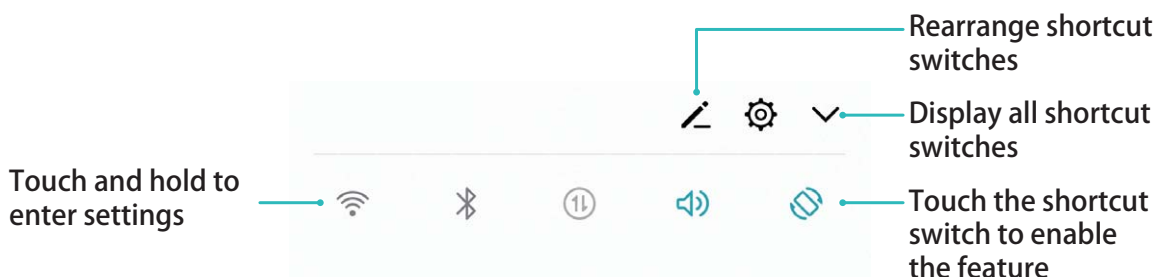 Rearrange shortcut
switches
Display all shortcut
switches
Touch and hold to
enter settings
Touch the shortcut
switch to enable
the feature